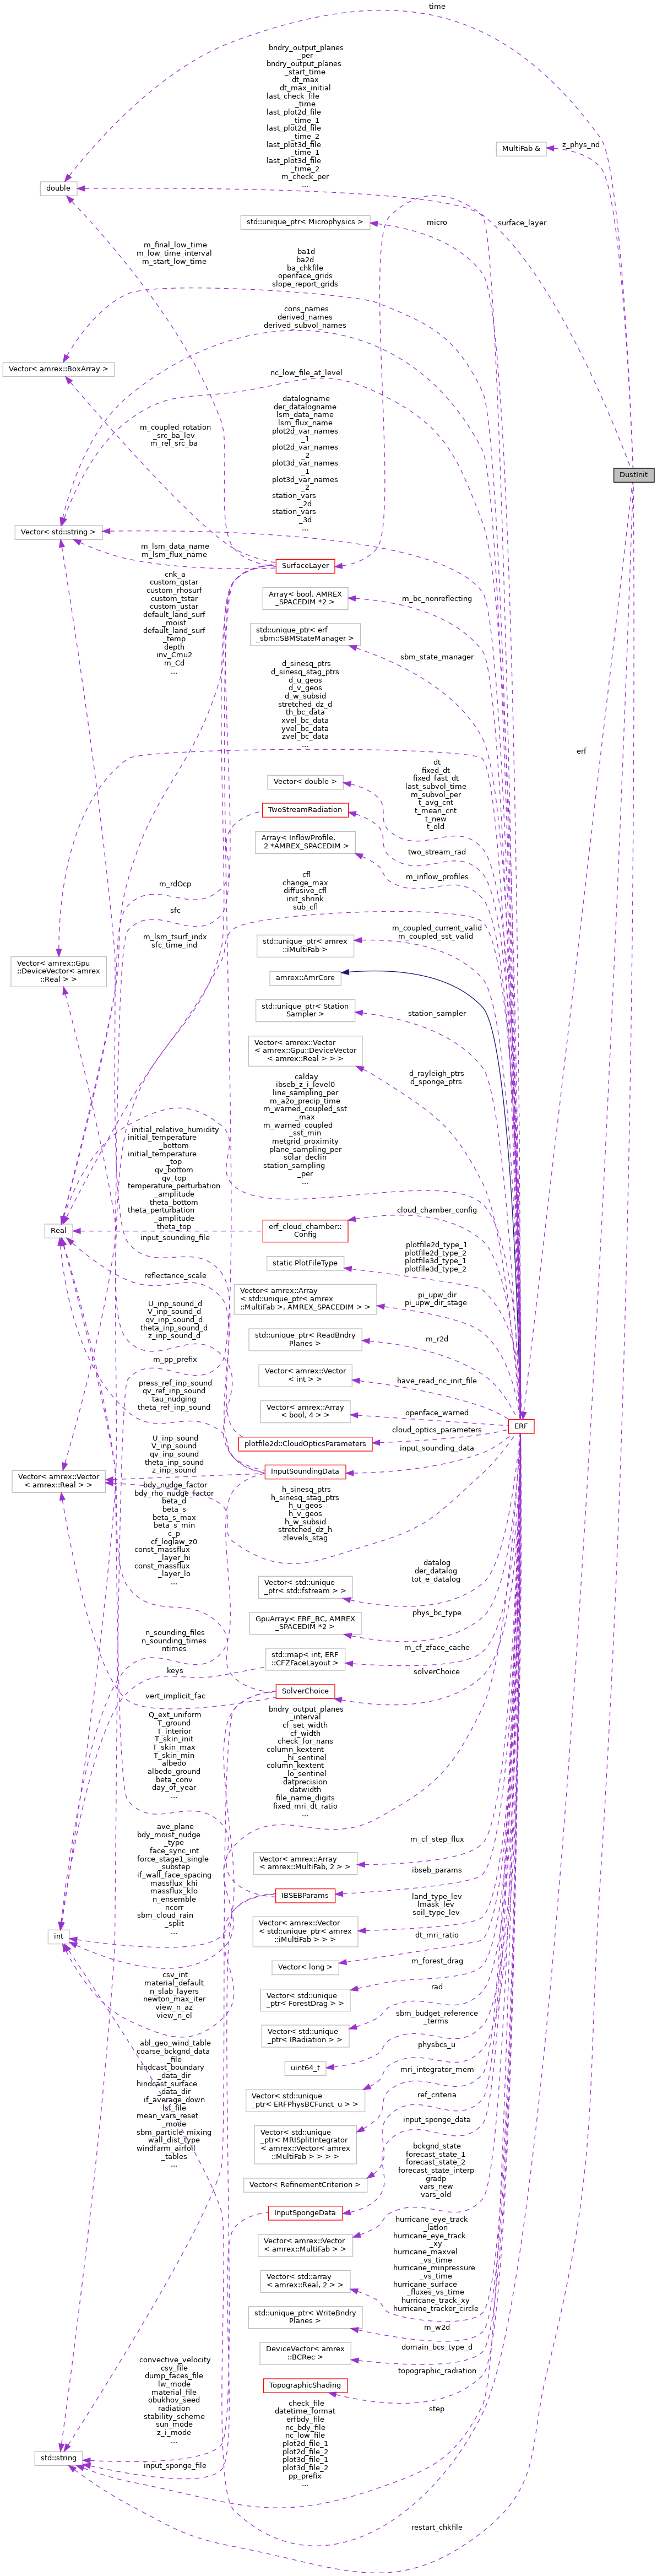 time
bndry_output_planes
_per
bndry_output_planes
_start_time
dt_max
dt_max_initial
last_check_file
_time
last_plot2d_file
_time_1
last_plot2d_file
_time_2
last_plot3d_file
_time_1
last_plot3d_file
_time_2
m_check_per
...
z_phys_nd
MultiFab &
double
std::unique_ptr< Microphysics >
micro
surface_layer
m_final_low_time
m_low_time_interval
m_start_low_time
ba1d
ba2d
ba_chkfile
openface_grids
slope_report_grids
cons_names
derived_names
derived_subvol_names
Vector< amrex::BoxArray >
nc_low_file_at_level
datalogname
der_datalogname
lsm_data_name
lsm_flux_name
plot2d_var_names
_1
plot2d_var_names
_2
plot3d_var_names
_1
plot3d_var_names
_2
station_vars
_2d
station_vars
_3d
...
m_coupled_rotation
_src_ba_lev
m_rel_src_ba
DustInit
Vector< std::string >
m_lsm_data_name
m_lsm_flux_name
SurfaceLayer
cnk_a
custom_qstar
custom_rhosurf
custom_tstar
custom_ustar
default_land_surf
_moist
default_land_surf
_temp
depth
inv_Cmu2
m_Cd
...
Array< bool, AMREX
_SPACEDIM *2 >
m_bc_nonreflecting
std::unique_ptr< erf
_sbm::SBMStateManager >
sbm_state_manager
d_sinesq_ptrs
d_sinesq_stag_ptrs
d_u_geos
d_v_geos
d_w_subsid
stretched_dz_d
th_bc_data
xvel_bc_data
yvel_bc_data
zvel_bc_data
...
erf
Vector< double >
dt
fixed_dt
fixed_fast_dt
last_subvol_time
m_subvol_per
t_avg_cnt
t_mean_cnt
t_new
t_old
TwoStreamRadiation
Array< InflowProfile,
2 *AMREX_SPACEDIM >
two_stream_rad
m_inflow_profiles
m_rdOcp
cfl
change_max
diffusive_cfl
init_shrink
sub_cfl
sfc
m_lsm_tsurf_indx
sfc_time_ind
m_coupled_current_valid
m_coupled_sst_valid
std::unique_ptr< amrex
::iMultiFab >
Vector< amrex::Gpu
::DeviceVector< amrex
::Real > >
amrex::AmrCore
std::unique_ptr< Station
Sampler >
station_sampler
Vector< amrex::Vector
< amrex::Gpu::DeviceVector
< amrex::Real > > >
d_rayleigh_ptrs
d_sponge_ptrs
calday
ibseb_z_i_level0
line_sampling_per
m_a2o_precip_time
m_warned_coupled_sst
_max
m_warned_coupled
_sst_min
metgrid_proximity
plane_sampling_per
solar_declin
station_sampling
_per
...
initial_relative_humidity
initial_temperature
_bottom
initial_temperature
_top
qv_bottom
qv_top
temperature_perturbation
_amplitude
theta_bottom
theta_perturbation
_amplitude
theta_top
Real
erf_cloud_chamber::
Config
cloud_chamber_config
input_sounding_file
static PlotFileType
plotfile2d_type_1
plotfile2d_type_2
plotfile3d_type_1
plotfile3d_type_2
reflectance_scale
Vector< amrex::Array
< std::unique_ptr< amrex
::MultiFab >, AMREX_SPACEDIM > >
pi_upw_dir
pi_upw_dir_stage
U_inp_sound_d
V_inp_sound_d
qv_inp_sound_d
theta_inp_sound_d
z_inp_sound_d
std::unique_ptr< ReadBndry
Planes >
m_r2d
m_pp_prefix
Vector< amrex::Vector
< int > >
have_read_nc_init_file
press_ref_inp_sound
qv_ref_inp_sound
tau_nudging
theta_ref_inp_sound
Vector< amrex::Array
< bool, 4 > >
openface_warned
ERF
cloud_optics_parameters
U_inp_sound
V_inp_sound
qv_inp_sound
theta_inp_sound
z_inp_sound
plotfile2d::CloudOpticsParameters
input_sounding_data
InputSoundingData
Vector< amrex::Vector
< amrex::Real > >
bdy_nudge_factor
bdy_rho_nudge_factor
beta_d
beta_s
beta_s_max
beta_s_min
c_p
cf_loglaw_z0
const_massflux
_layer_hi
const_massflux
_layer_lo
...
h_sinesq_ptrs
h_sinesq_stag_ptrs
h_u_geos
h_v_geos
h_w_subsid
stretched_dz_h
zlevels_stag
Vector< std::unique
_ptr< std::fstream > >
datalog
der_datalog
tot_e_datalog
GpuArray< ERF_BC, AMREX
_SPACEDIM *2 >
phys_bc_type
n_sounding_files
n_sounding_times
ntimes
std::map< int, ERF
::CFZFaceLayout >
m_cf_zface_cache
keys
solverChoice
SolverChoice
vert_implicit_fac
Q_ext_uniform
T_ground
T_interior
T_skin_init
T_skin_max
T_skin_min
albedo
albedo_ground
beta_conv
day_of_year
...
bndry_output_planes
_interval
cf_set_width
cf_width
check_for_nans
column_kextent
_hi_sentinel
column_kextent
_lo_sentinel
datprecision
datwidth
file_name_digits
fixed_mri_dt_ratio
...
ave_plane
bdy_moist_nudge
_type
face_sync_int
force_stage1_single
_substep
if_wall_face_spacing
massflux_khi
massflux_klo
n_ensemble
ncorr
sbm_cloud_rain
_split
...
Vector< amrex::Array
< amrex::MultiFab, 2 > >
m_cf_step_flux
ibseb_params
IBSEBParams
int
Vector< amrex::Vector
< std::unique_ptr< amrex
::iMultiFab > > >
land_type_lev
lmask_lev
soil_type_lev
dt_mri_ratio
Vector< long >
m_forest_drag
csv_int
material_default
n_slab_layers
newton_max_iter
view_n_az
view_n_el
Vector< std::unique
_ptr< ForestDrag > >
rad
Vector< std::unique
_ptr< IRadiation > >
sbm_budget_reference
_terms
abl_geo_wind_table
coarse_bckgnd_data
_file
hindcast_boundary
_data_dir
hindcast_surface
_data_dir
if_average_down
lsf_file
mean_vars_reset
_mode
sbm_particle_mixing
wall_dist_type
windfarm_airfoil
_tables
...
uint64_t
physbcs_u
Vector< std::unique
_ptr< ERFPhysBCFunct_u > >
mri_integrator_mem
Vector< std::unique
_ptr< MRISplitIntegrator
< amrex::Vector< amrex
::MultiFab > > > >
ref_criteria
Vector< RefinementCriterion >
input_sponge_data
InputSpongeData
bckgnd_state
forecast_state_1
forecast_state_2
forecast_state_interp
gradp
vars_new
vars_old
Vector< amrex::Vector
< amrex::MultiFab > >
hurricane_eye_track
_latlon
hurricane_eye_track
_xy
hurricane_maxvel
_vs_time
hurricane_minpressure
_vs_time
hurricane_surface
_fluxes_vs_time
hurricane_track_xy
hurricane_tracker_circle
Vector< std::array
< amrex::Real, 2 > >
std::unique_ptr< WriteBndry
Planes >
m_w2d
DeviceVector< amrex
::BCRec >
domain_bcs_type_d
convective_velocity
csv_file
dump_faces_file
lw_mode
material_file
obukhov_seed
radiation
stability_scheme
sun_mode
z_i_mode
...
TopographicShading
topographic_radiation
check_file
datetime_format
erfbdy_file
nc_bdy_file
nc_low_file
plot2d_file_1
plot2d_file_2
plot3d_file_1
plot3d_file_2
pp_prefix
...
step
std::string
input_sponge_file
restart_chkfile